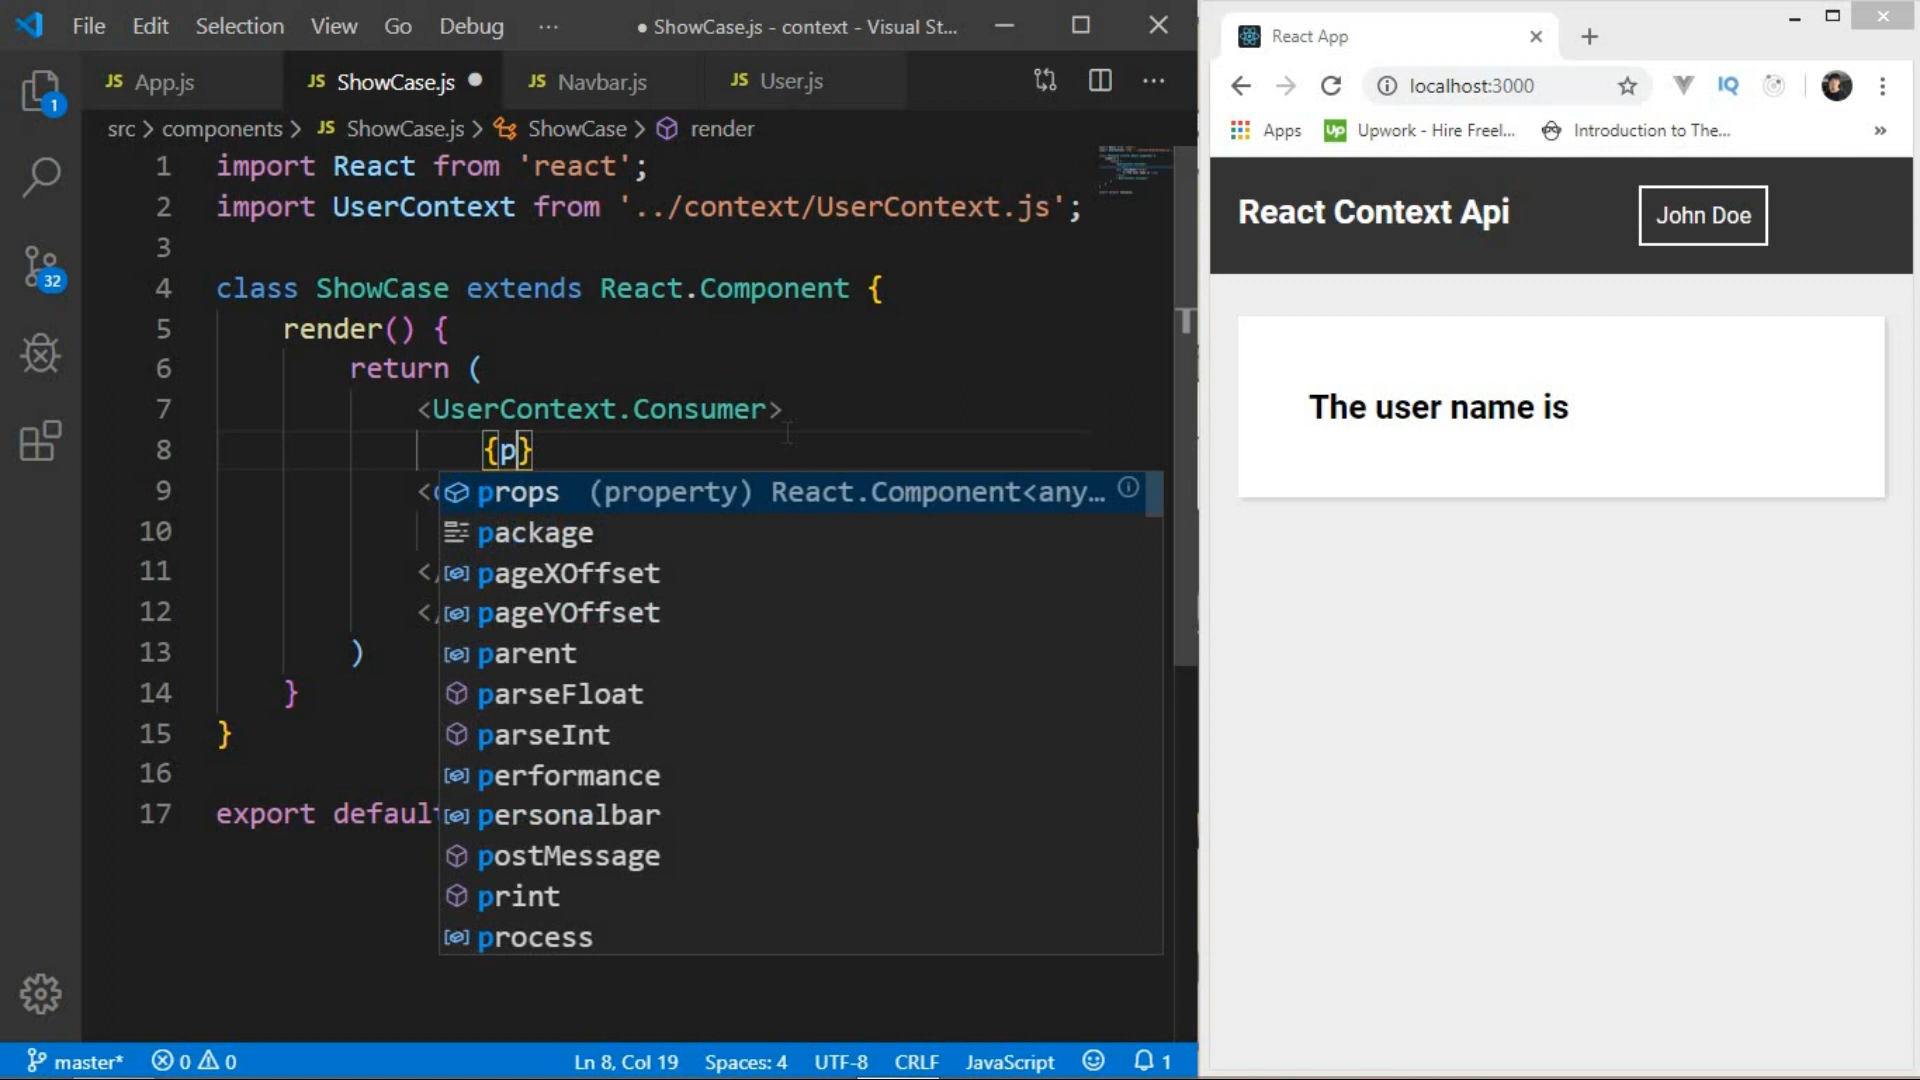 File Edit Selection View Go Debug ··· ● ShowCase.js - context - Visual St...
JS App.js JS ShowCase.js ● JS Navbar.js JS User.js ···
src > components > JS ShowCase.js > ShowCase > render
1 import React from 'react';
2 import UserContext from '../context/UserContext.js';
3
4 class ShowCase extends React.Component {
5 render() {
6 return (
7 <UserContext.Consumer>
8 {p}
9 <
props (property) React.Component<any...
10
package
11 </
pageXOffset
12 </
pageYOffset
13 )
parent
14 }
parseFloat
15 }
parseInt
16
performance
17 export default
personalbar
postMessage
print
process
1
32
master* 0 0 Ln 8, Col 19 Spaces: 4 UTF-8 CRLF JavaScript 1
React App
localhost:3000 IQ
Apps Up Upwork - Hire Freel... Introduction to The... »
React Context Api
John Doe
The user name is